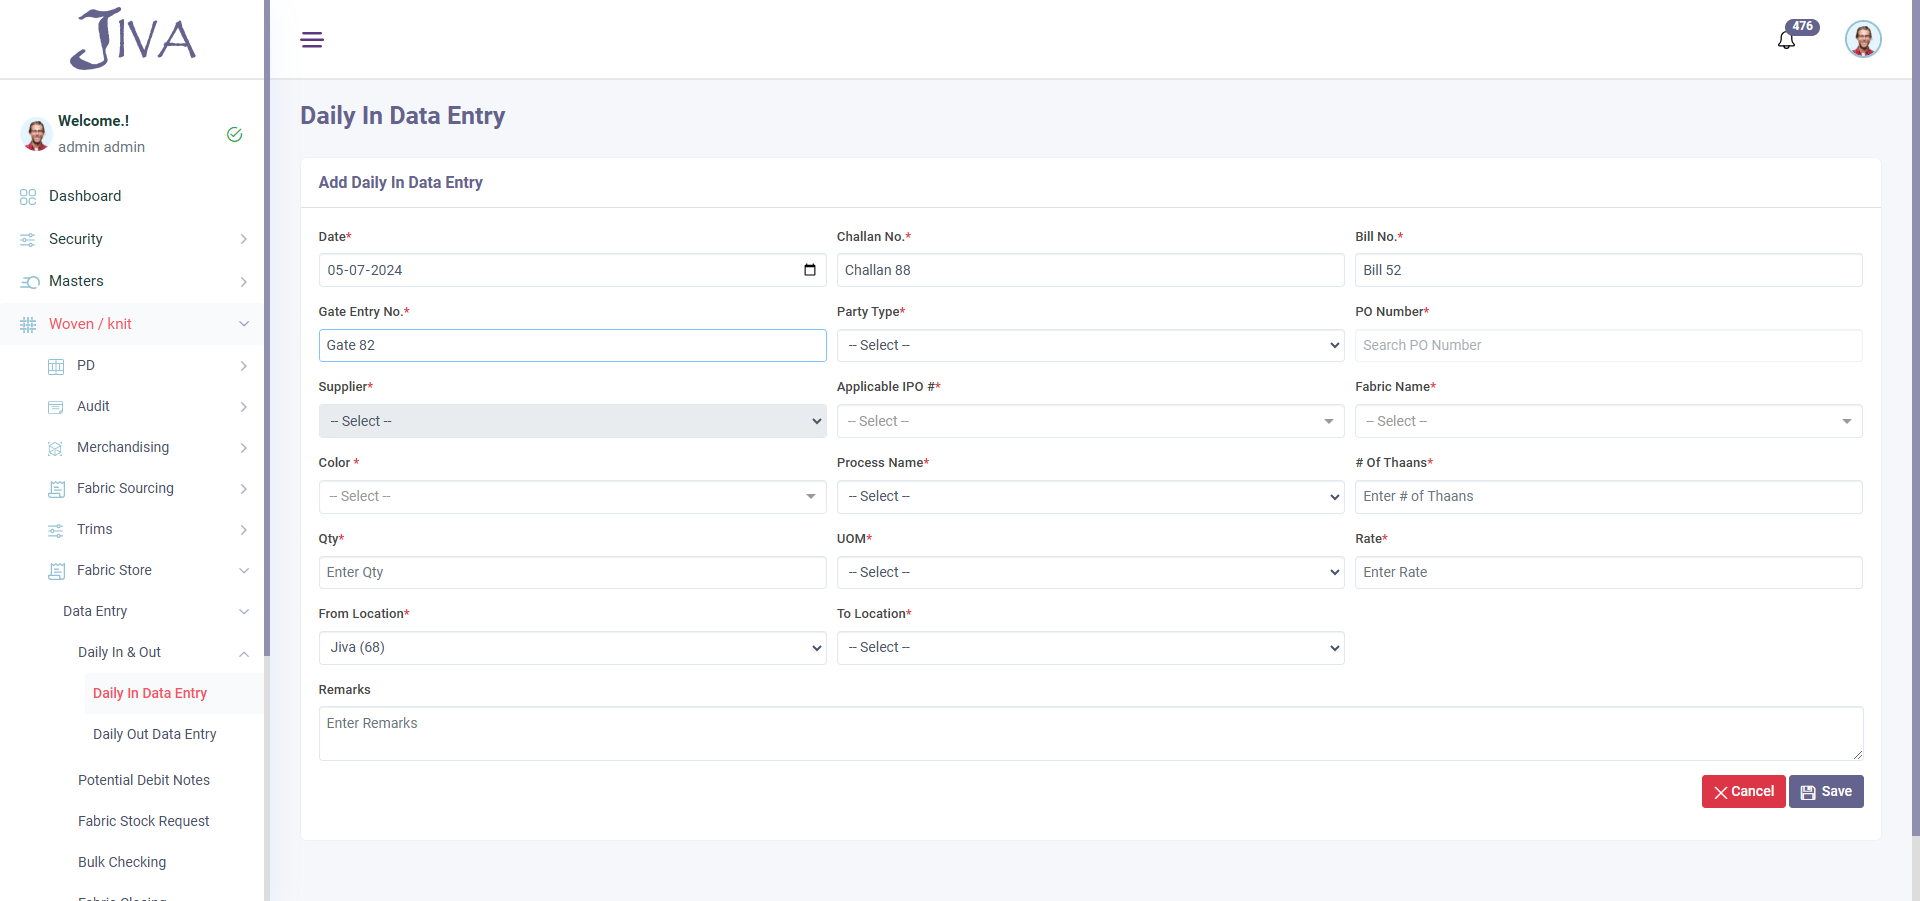 JIVA
476
Welcome.!
admin admin
Dashboard
Security
Masters
Woven / knit
PD
Audit
Merchandising
Fabric Sourcing
Trims
Fabric Store
Data Entry
Daily In & Out
Daily In Data Entry
Daily Out Data Entry
Potential Debit Notes
Fabric Stock Request
Bulk Checking
Fabric Closing
Daily In Data Entry
Add Daily In Data Entry
Date* Challan No.* Bill No.*
05-07-2024 Challan 88 Bill 52
Gate Entry No.* Party Type* PO Number*
Gate 82 -- Select -- Search PO Number
Supplier* Applicable IPO #* Fabric Name*
-- Select -- -- Select -- -- Select --
Color * Process Name* # Of Thaans*
-- Select -- -- Select -- Enter # of Thaans
Qty* UOM* Rate*
Enter Qty -- Select -- Enter Rate
From Location* To Location*
Jiva (68) -- Select --
Remarks
Enter Remarks
Cancel Save